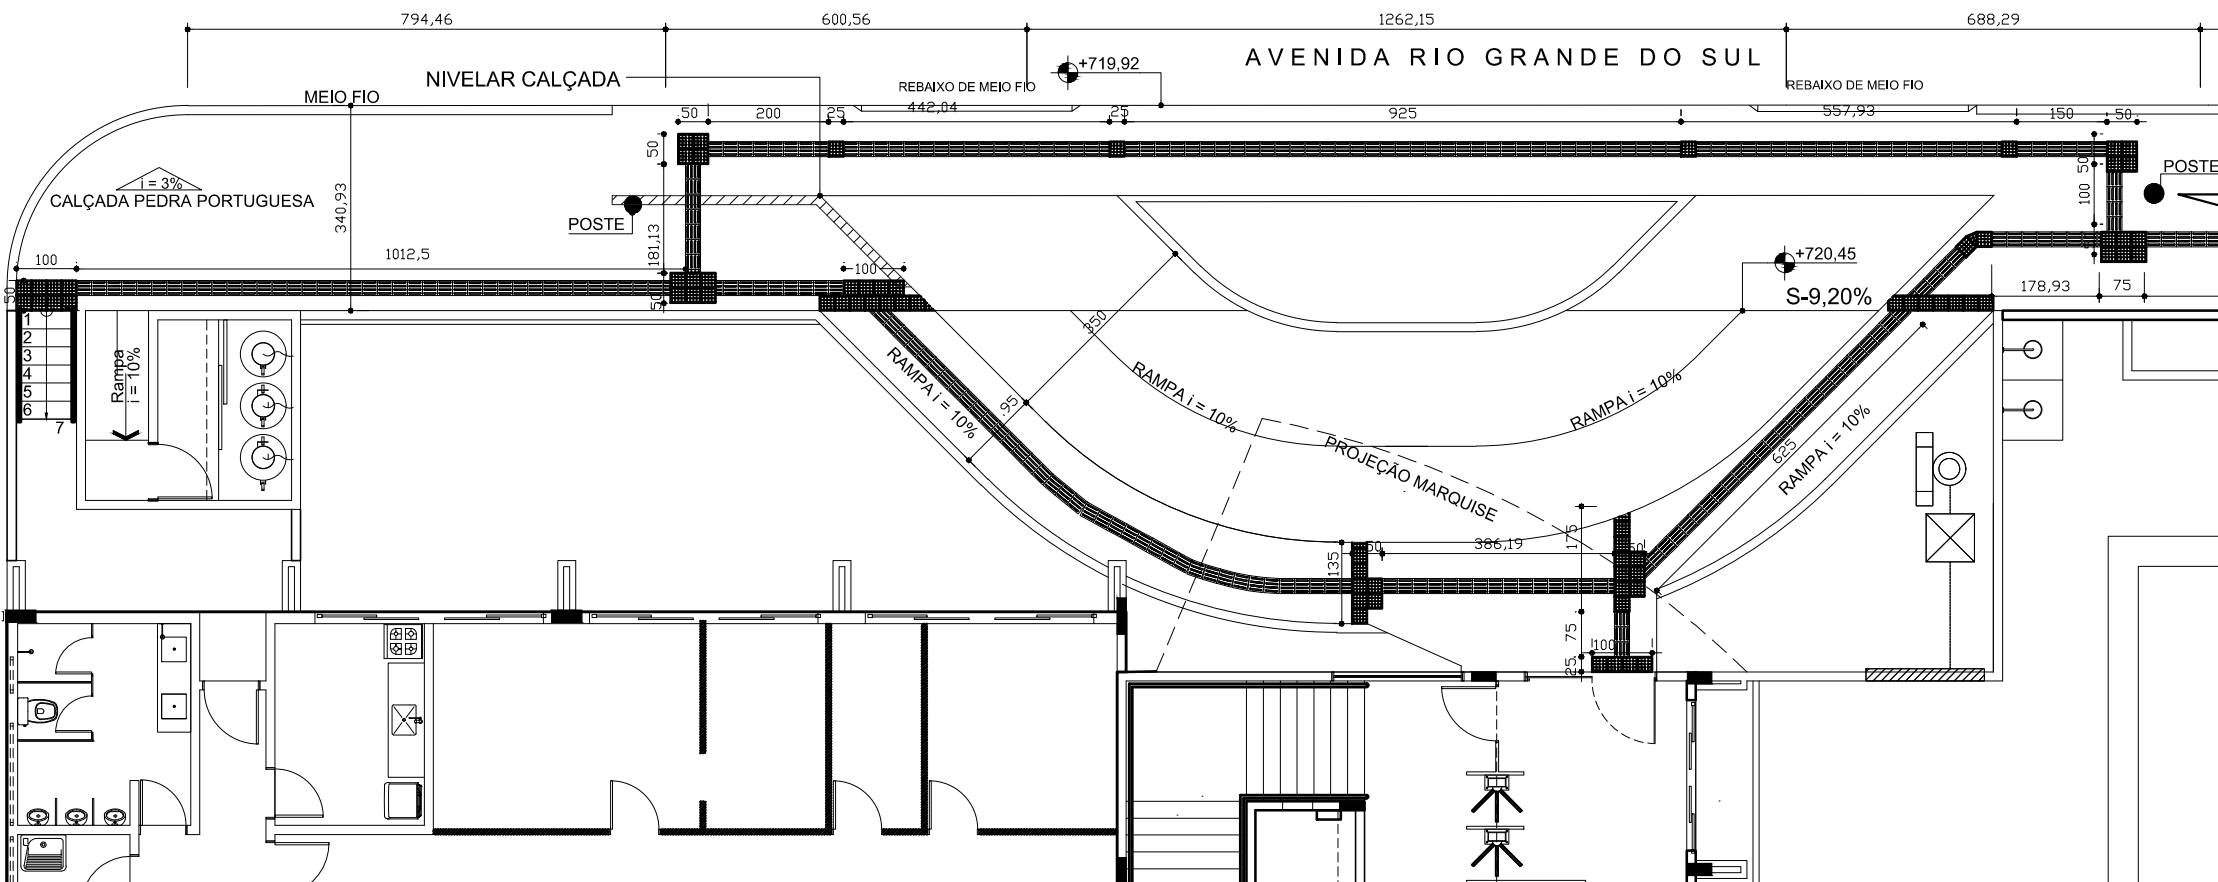 794,46
600,56
1262,15
688,29
AVENIDA RIO GRANDE DO SUL
+719,92
NIVELAR CALÇADA
MEIO FIO
REBAIXO DE MEIO FIO
REBAIXO DE MEIO FIO
442,04
50
200
25
25
925
557,93
150
50
50
50
POSTE
i = 3%
CALÇADA PEDRA PORTUGUESA
340,93
POSTE
100
181,13
1012,5
100
100
+720,45
S-9,20%
178,93
75
50
50
1
2
3
4
5
6
7
Rampa
i = 10%
350
95
RAMPA i = 10%
RAMPA i = 10%
RAMPA i = 10%
RAMPA i = 10%
625
PROJEÇÃO MARQUISE
175
135
50
386,19
50
75
100
25